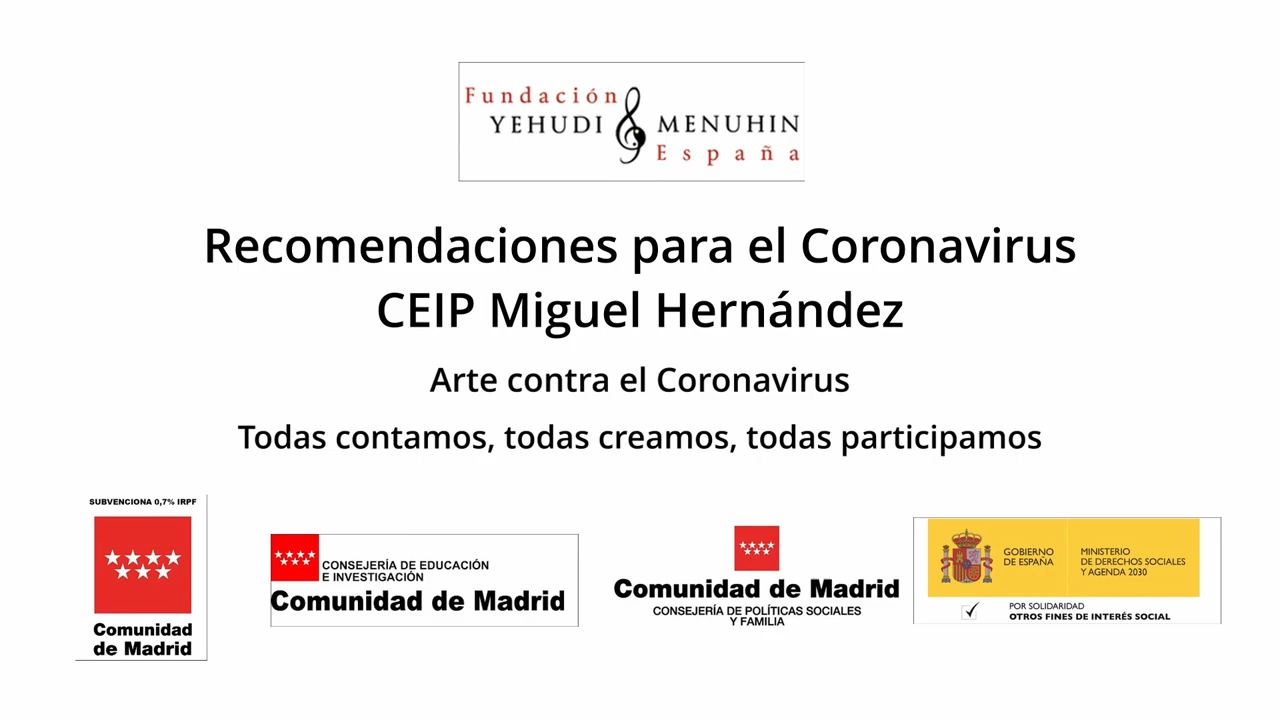 Fundación
YEHUDI MENUHIN
España
Recomendaciones para el Coronavirus
CEIP Miguel Hernández
Arte contra el Coronavirus
Todas contamos, todas creamos, todas participamos
SUBVENCIONA 0,7% IRPF
Comunidad
de Madrid
CONSEJERÍA DE EDUCACIÓN
E INVESTIGACIÓN
Comunidad de Madrid
Comunidad de Madrid
CONSEJERÍA DE POLÍTICAS SOCIALES
Y FAMILIA
GOBIERNO
DE ESPAÑA
MINISTERIO
DE DERECHOS SOCIALES
Y AGENDA 2030
POR SOLIDARIDAD
OTROS FINES DE INTERÉS SOCIAL